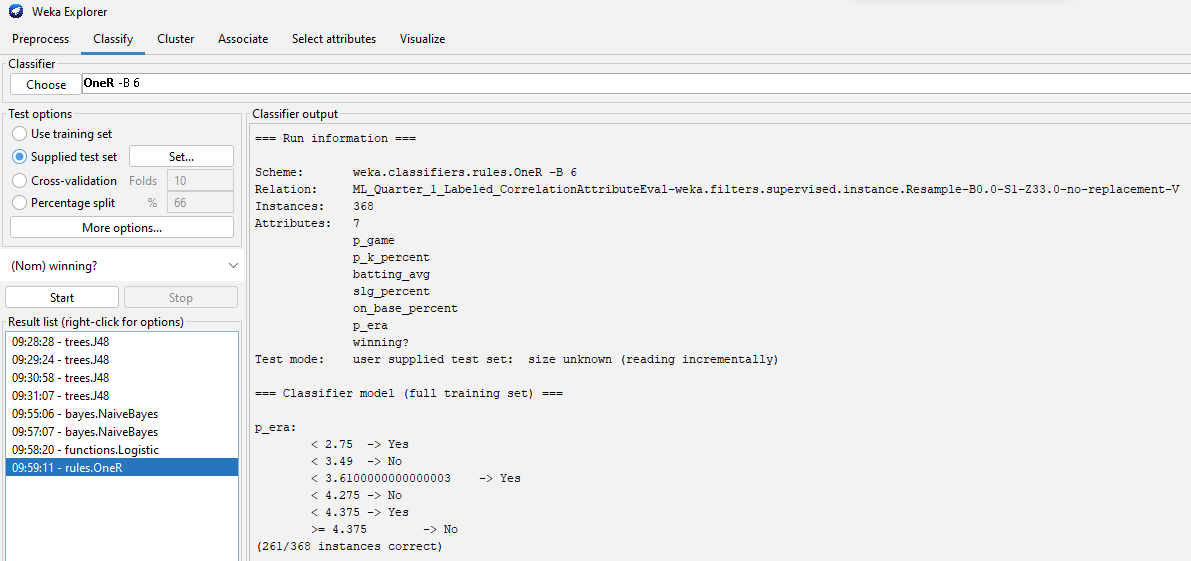 Weka Explorer
Preprocess Classify Cluster Associate Select attributes Visualize
Classifier
Choose OneR -B 6
Test options
Use training set
Supplied test set Set...
Cross-validation Folds 10
Percentage split % 66
More options...
(Nom) winning?
Start Stop
Result list (right-click for options)
09:28:28 - trees.J48
09:29:24 - trees.J48
09:30:58 - trees.J48
09:31:07 - trees.J48
09:55:06 - bayes.NaiveBayes
09:57:07 - bayes.NaiveBayes
09:58:20 - functions.Logistic
09:59:11 - rules.OneR
Classifier output
=== Run information ===
Scheme: weka.classifiers.rules.OneR -B 6
Relation: ML_Quarter_1_Labeled_CorrelationAttributeEval-weka.filters.supervised.instance.Resample-B0.0-S1-Z33.0-no-replacement-V
Instances: 368
Attributes: 7
p_game
p_k_percent
batting_avg
slg_percent
on_base_percent
p_era
winning?
Test mode: user supplied test set: size unknown (reading incrementally)
=== Classifier model (full training set) ===
p_era:
< 2.75 -> Yes
< 3.49 -> No
< 3.6100000000000003 -> Yes
< 4.275 -> No
< 4.375 -> Yes
>= 4.375 -> No
(261/368 instances correct)